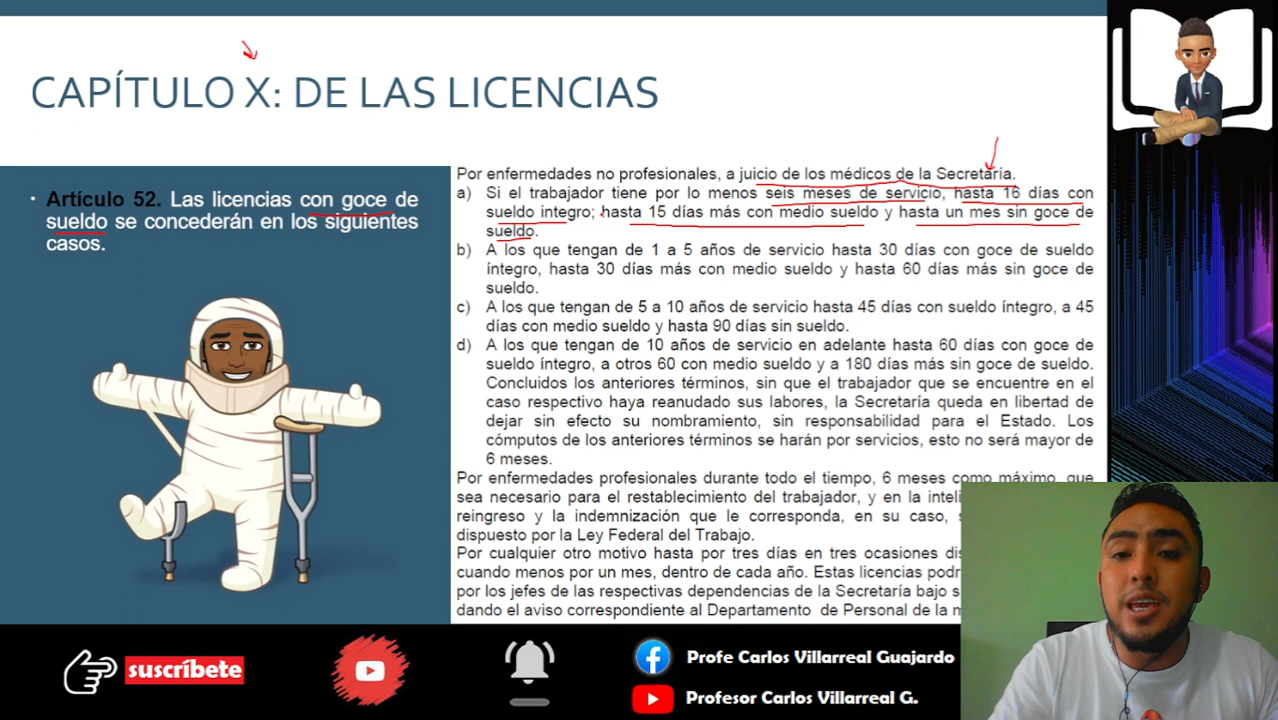 CAPÍTULO X: DE LAS LICENCIAS
• Artículo 52. Las licencias con goce de
sueldo se concederán en los siguientes
casos.
Por enfermedades no profesionales, a juicio de los médicos de la Secretaría.
a) Si el trabajador tiene por lo menos seis meses de servicio, hasta 16 días con
sueldo integro; hasta 15 días más con medio sueldo y hasta un mes sin goce de
sueldo.
b) A los que tengan de 1 a 5 años de servicio hasta 30 días con goce de sueldo
íntegro, hasta 30 días más con medio sueldo y hasta 60 días más sin goce de
sueldo.
c) A los que tengan de 5 a 10 años de servicio hasta 45 días con sueldo íntegro, a 45
días con medio sueldo y hasta 90 días sin sueldo.
d) A los que tengan de 10 años de servicio en adelante hasta 60 días con goce de
sueldo íntegro, a otros 60 con medio sueldo y a 180 días más sin goce de sueldo.
Concluidos los anteriores términos, sin que el trabajador que se encuentre en el
caso respectivo haya reanudado sus labores, la Secretaría queda en libertad de
dejar sin efecto su nombramiento, sin responsabilidad para el Estado. Los
cómputos de los anteriores términos se harán por servicios, esto no será mayor de
6 meses.
Por enfermedades profesionales durante todo el tiempo, 6 meses como máximo, que
sea necesario para el restablecimiento del trabajador, y en la
reingreso y la indemnización que le corresponda, en su caso,
dispuesto por la Ley Federal del Trabajo.
Por cualquier otro motivo hasta por tres días en tres ocasiones
cuando menos por un mes, dentro de cada año. Estas licencias
por los jefes de las respectivas dependencias de la Secretaría bajo
dando el aviso correspondiente al Departamento de Personal de la
suscríbete
Profe Carlos Villarreal Guajardo
Profesor Carlos Villarreal G.